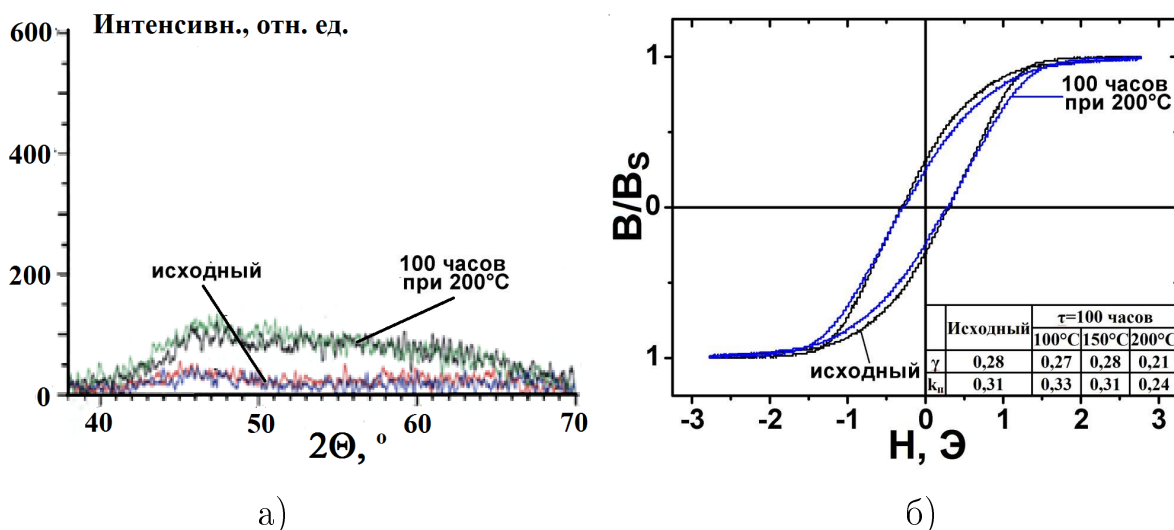 Интенсивн., отн. ед.
600
400
200
0
исходный
100 часов
при 200°C
40
50
60
70
2Θ, °
а)
B/Bs
1
0
1
100 часов
при 200°C
исходный
-3
-2
-1
0
1
2
3
H, Э
Исходный
τ=100 часов
100°C 150°C 200°C
γ 0,28 0,27 0,28 0,21
kп 0,31 0,33 0,31 0,24
б)